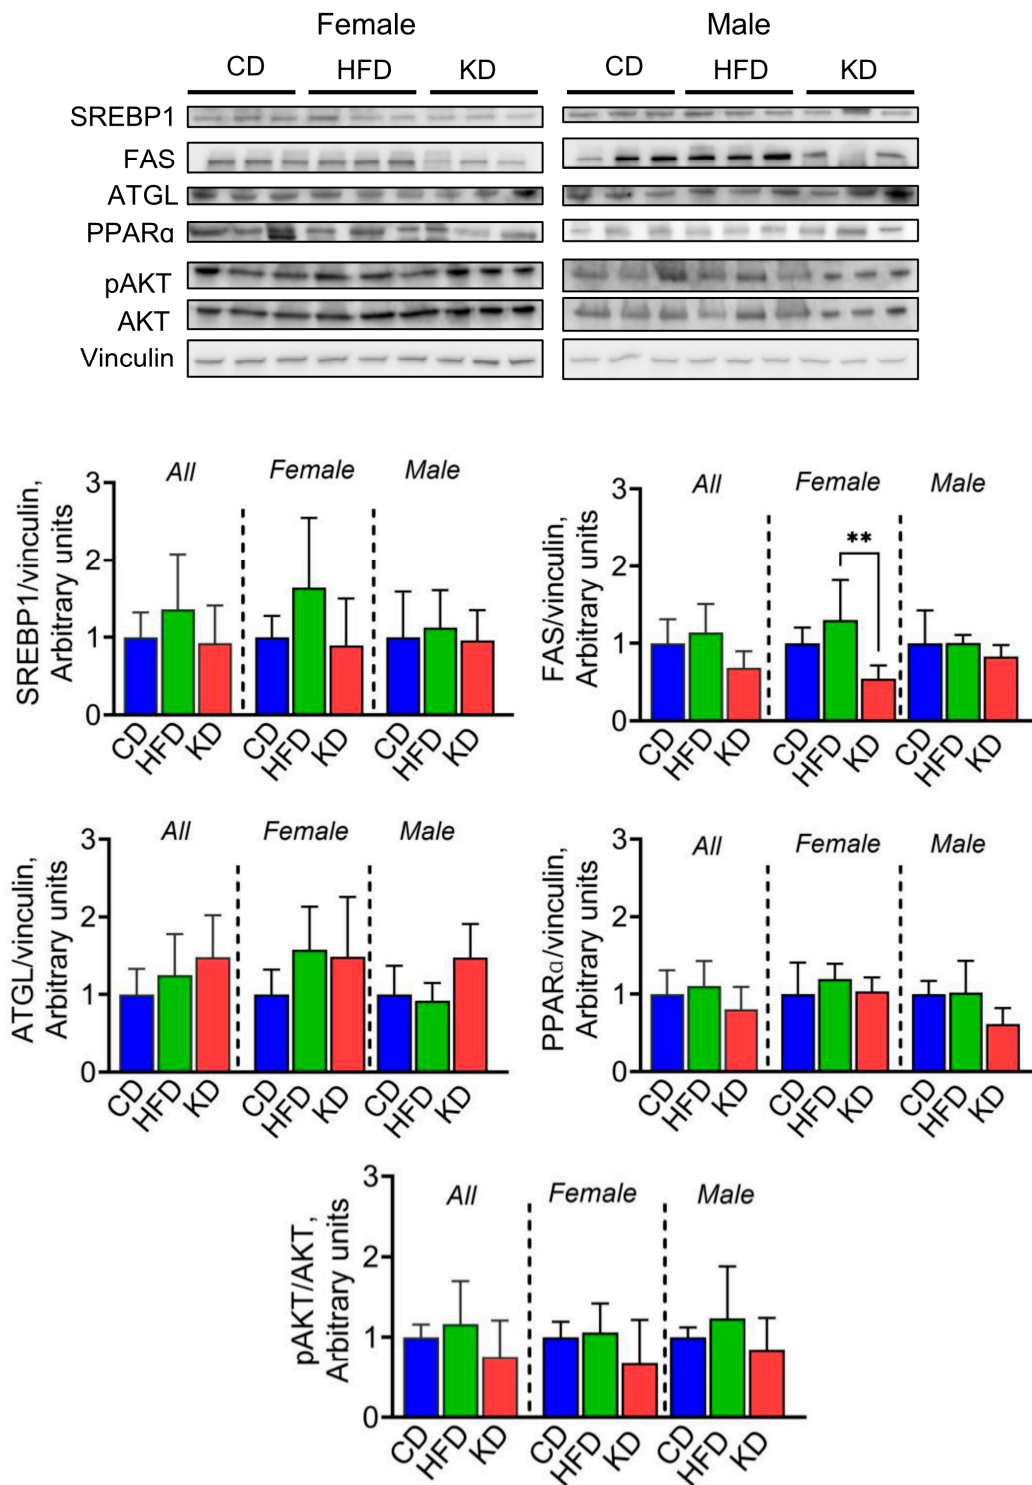 Female Male
CD HFD KD CD HFD KD
SREBP1
FAS
ATGL
PPARα
pAKT
AKT
Vinculin
SREBP1/vinculin,
Arbitrary units
3
2
1
0
All Female Male
CD HFD KD CD HFD KD CD HFD KD
FAS/vinculin,
Arbitrary units
3
2
1
0
All Female Male
**
CD HFD KD CD HFD KD CD HFD KD
ATGL/vinculin,
Arbitrary units
3
2
1
0
All Female Male
CD HFD KD CD HFD KD CD HFD KD
PPARα/vinculin,
Arbitrary units
3
2
1
0
All Female Male
CD HFD KD CD HFD KD CD HFD KD
pAKT/AKT,
Arbitrary units
3
2
1
0
All Female Male
CD HFD KD CD HFD KD CD HFD KD